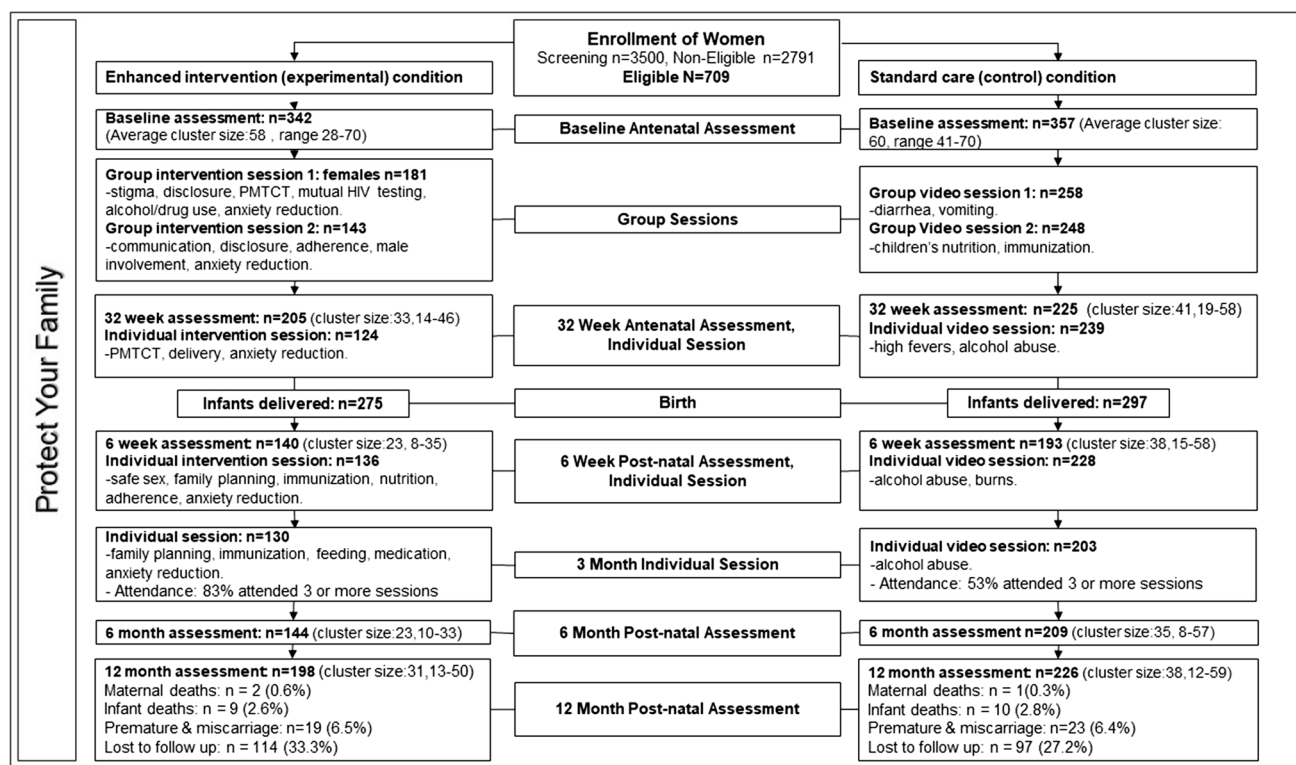 Protect Your Family
Enrollment of Women
Screening n=3500, Non-Eligible n=2791
Eligible N=709
Enhanced intervention (experimental) condition
Standard care (control) condition
Baseline assessment: n=342
(Average cluster size:58 , range 28-70)
Baseline Antenatal Assessment
Baseline assessment: n=357 (Average cluster size:
60, range 41-70)
Group intervention session 1: females n=181
-stigma, disclosure, PMTCT, mutual HIV testing,
alcohol/drug use, anxiety reduction.
Group intervention session 2: n=143
-communication, disclosure, adherence, male
involvement, anxiety reduction.
Group Sessions
Group video session 1: n=258
-diarrhea, vomiting.
Group Video session 2: n=248
-children's nutrition, immunization.
32 week assessment: n=205 (cluster size:33,14-46)
Individual intervention session: n=124
-PMTCT, delivery, anxiety reduction.
32 Week Antenatal Assessment,
Individual Session
32 week assessment: n=225 (cluster size:41,19-58)
Individual video session: n=239
-high fevers, alcohol abuse.
Infants delivered: n=275
Birth
Infants delivered: n=297
6 week assessment: n=140 (cluster size:23, 8-35)
Individual intervention session: n=136
-safe sex, family planning, immunization, nutrition,
adherence, anxiety reduction.
6 Week Post-natal Assessment,
Individual Session
6 week assessment: n=193 (cluster size:38,15-58)
Individual video session: n=228
-alcohol abuse, burns.
Individual session: n=130
-family planning, immunization, feeding, medication,
anxiety reduction.
- Attendance: 83% attended 3 or more sessions
3 Month Individual Session
Individual video session: n=203
-alcohol abuse.
- Attendance: 53% attended 3 or more sessions
6 month assessment: n=144 (cluster size:23,10-33)
6 Month Post-natal Assessment
6 month assessment n=209 (cluster size:35, 8-57)
12 month assessment: n=198 (cluster size:31,13-50)
Maternal deaths: n = 2 (0.6%)
Infant deaths: n = 9 (2.6%)
Premature & miscarriage: n=19 (6.5%)
Lost to follow up: n = 114 (33.3%)
12 Month Post-natal Assessment
12 month assessment: n=226 (cluster size:38,12-59)
Maternal deaths: n = 1(0.3%)
Infant deaths: n = 10 (2.8%)
Premature & miscarriage: n=23 (6.4%)
Lost to follow up: n = 97 (27.2%)